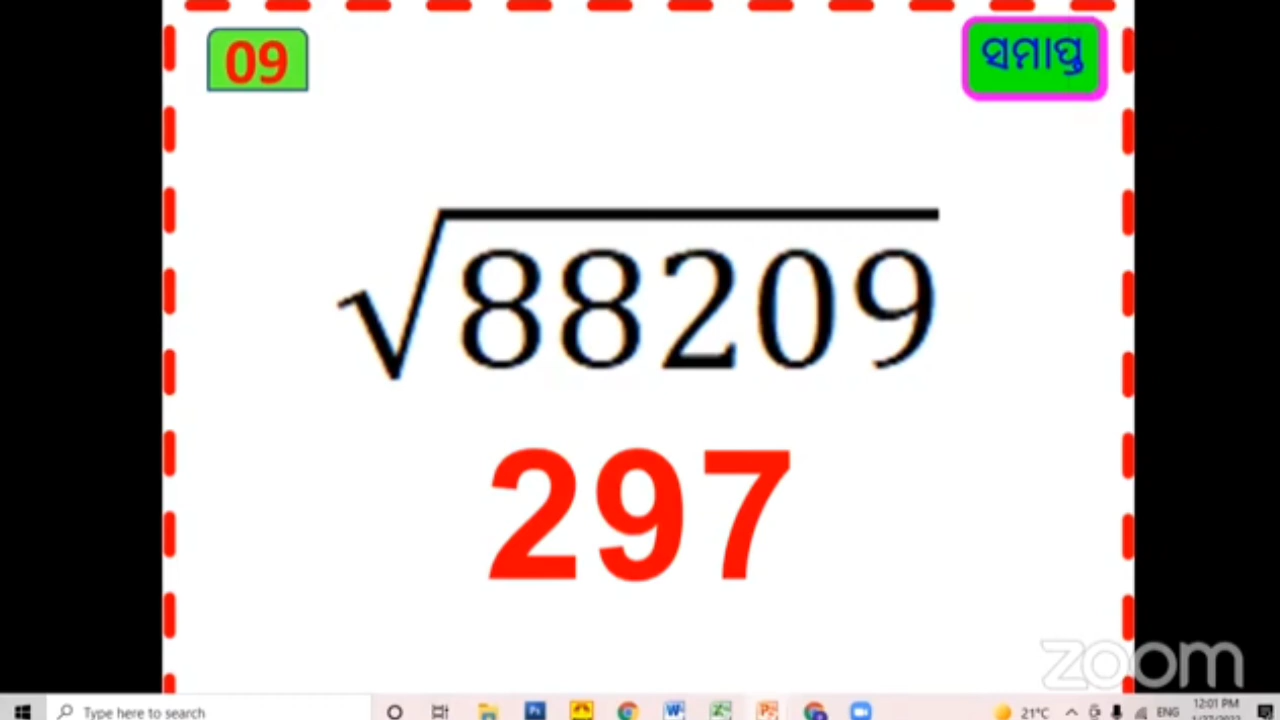 09
ସମାପ୍ତ
√88209
297
zoom
Type here to search
21°C
ENG
12:01 PM